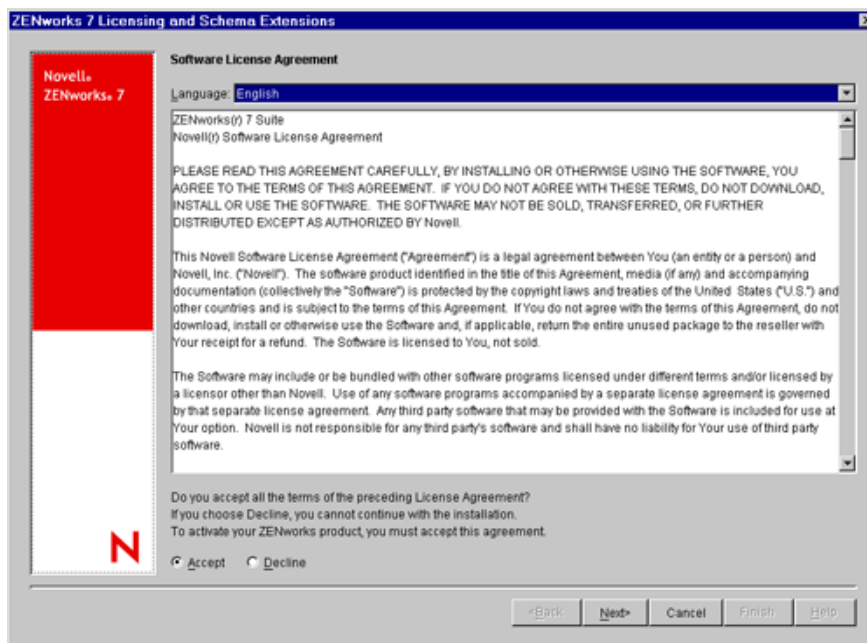 ZENworks 7 Licensing and Schema Extensions
Novell®
ZENworks® 7
Software License Agreement
Language: English
ZENworks(r) 7 Suite
Novell(r) Software License Agreement
PLEASE READ THIS AGREEMENT CAREFULLY, BY INSTALLING OR OTHERWISE USING THE SOFTWARE, YOU
AGREE TO THE TERMS OF THIS AGREEMENT. IF YOU DO NOT AGREE WITH THESE TERMS, DO NOT DOWNLOAD,
INSTALL OR USE THE SOFTWARE. THE SOFTWARE MAY NOT BE SOLD, TRANSFERRED, OR FURTHER
DISTRIBUTED EXCEPT AS AUTHORIZED BY Novell.
This Novell Software License Agreement ("Agreement") is a legal agreement between You (an entity or a person) and
Novell, Inc. ("Novell"). The software product identified in the title of this Agreement, media (if any) and accompanying
documentation (collectively the "Software") is protected by the copyright laws and treaties of the United States ("U.S.") and
other countries and is subject to the terms of this Agreement. If You do not agree with the terms of this Agreement, do not
download, install or otherwise use the Software and, if applicable, return the entire unused package to the reseller with
Your receipt for a refund. The Software is licensed to You, not sold.
The Software may include or be bundled with other software programs licensed under different terms and/or licensed by
a licensor other than Novell. Use of any software programs accompanied by a separate license agreement is governed
by that separate license agreement. Any third party software that may be provided with the Software is included for use at
Your option. Novell is not responsible for any third party's software and shall have no liability for Your use of third party
software.
Do you accept all the terms of the preceding License Agreement?
If you choose Decline, you cannot continue with the installation.
To activate your ZENworks product, you must accept this agreement.
Accept Decline
N
<Back Next> Cancel Finish Help